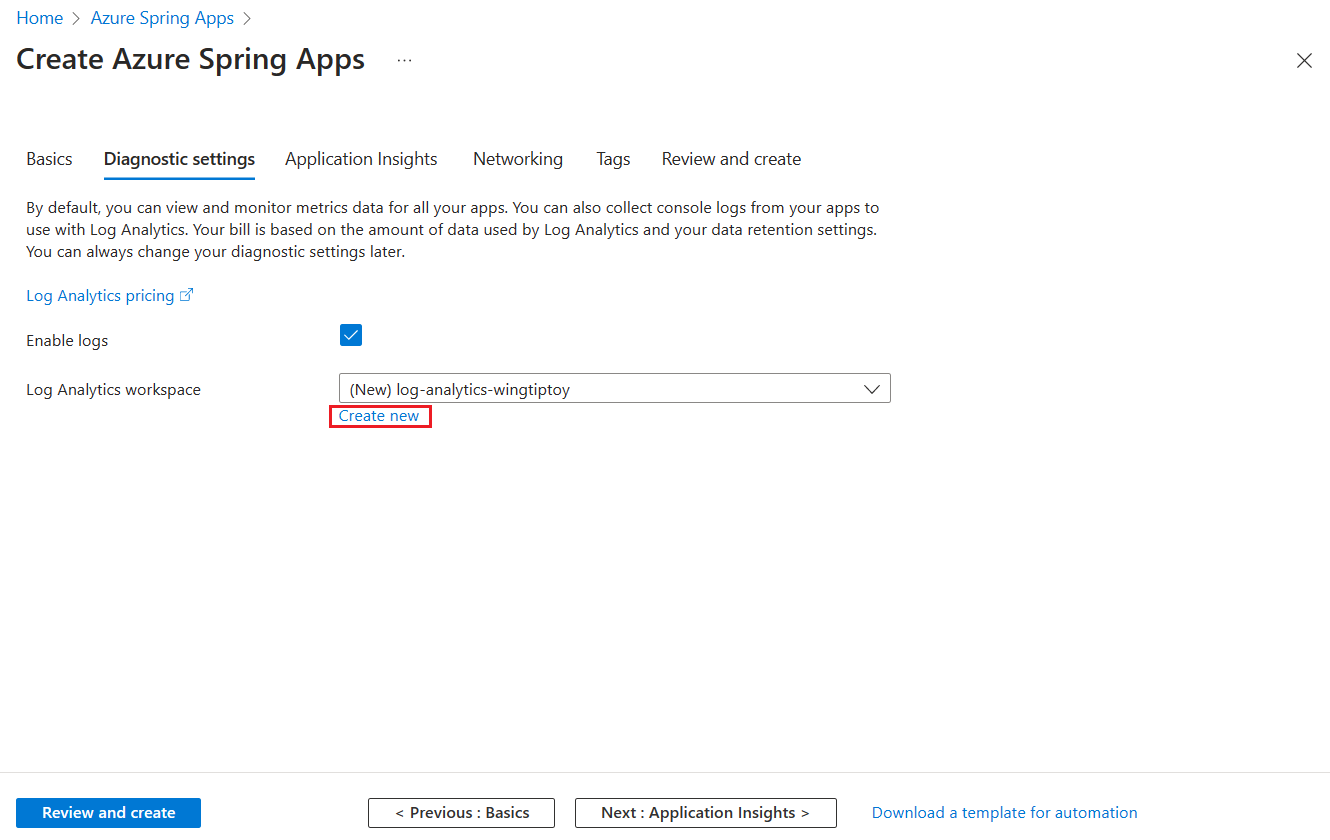 Home > Azure Spring Apps >
Create Azure Spring Apps ...
Basics Diagnostic settings Application Insights Networking Tags Review and create
By default, you can view and monitor metrics data for all your apps. You can also collect console logs from your apps to
use with Log Analytics. Your bill is based on the amount of data used by Log Analytics and your data retention settings.
You can always change your diagnostic settings later.
Log Analytics pricing
Enable logs
Log Analytics workspace (New) log-analytics-wingtiptoy
Create new
Review and create < Previous : Basics Next : Application Insights > Download a template for automation